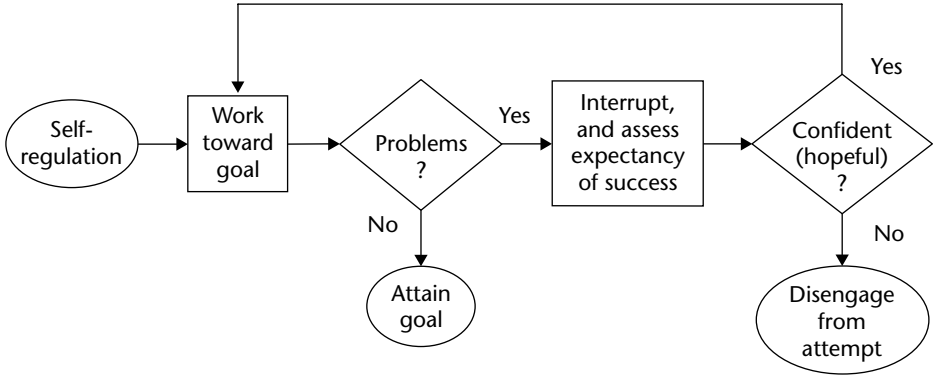 Self-
regulation
Work
toward
goal
Problems
?
Yes
No
Attain
goal
Interrupt,
and assess
expectancy
of success
Confident
(hopeful)
?
Yes
No
Disengage
from
attempt